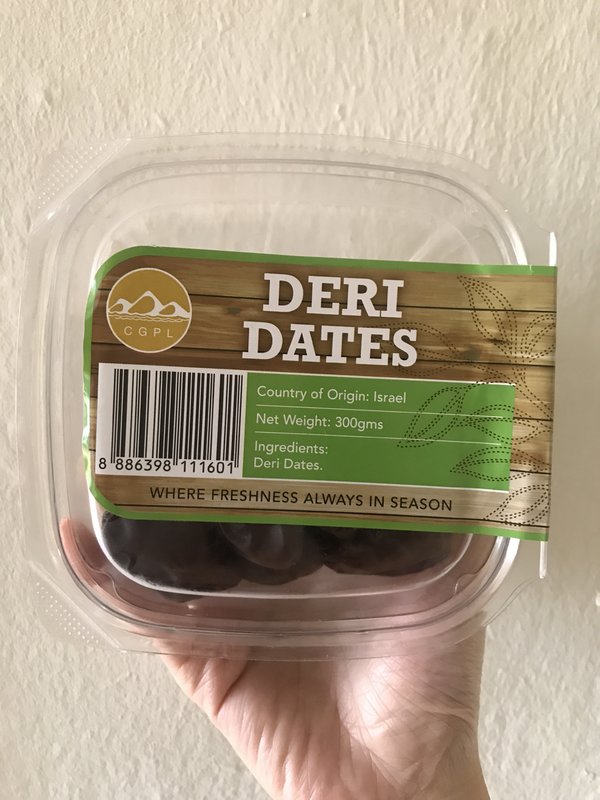 CGPL
DERI
DATES
Country of Origin: Israel
Net Weight: 300gms
Ingredients:
Deri Dates.
8 886398 111601
WHERE FRESHNESS ALWAYS IN SEASON